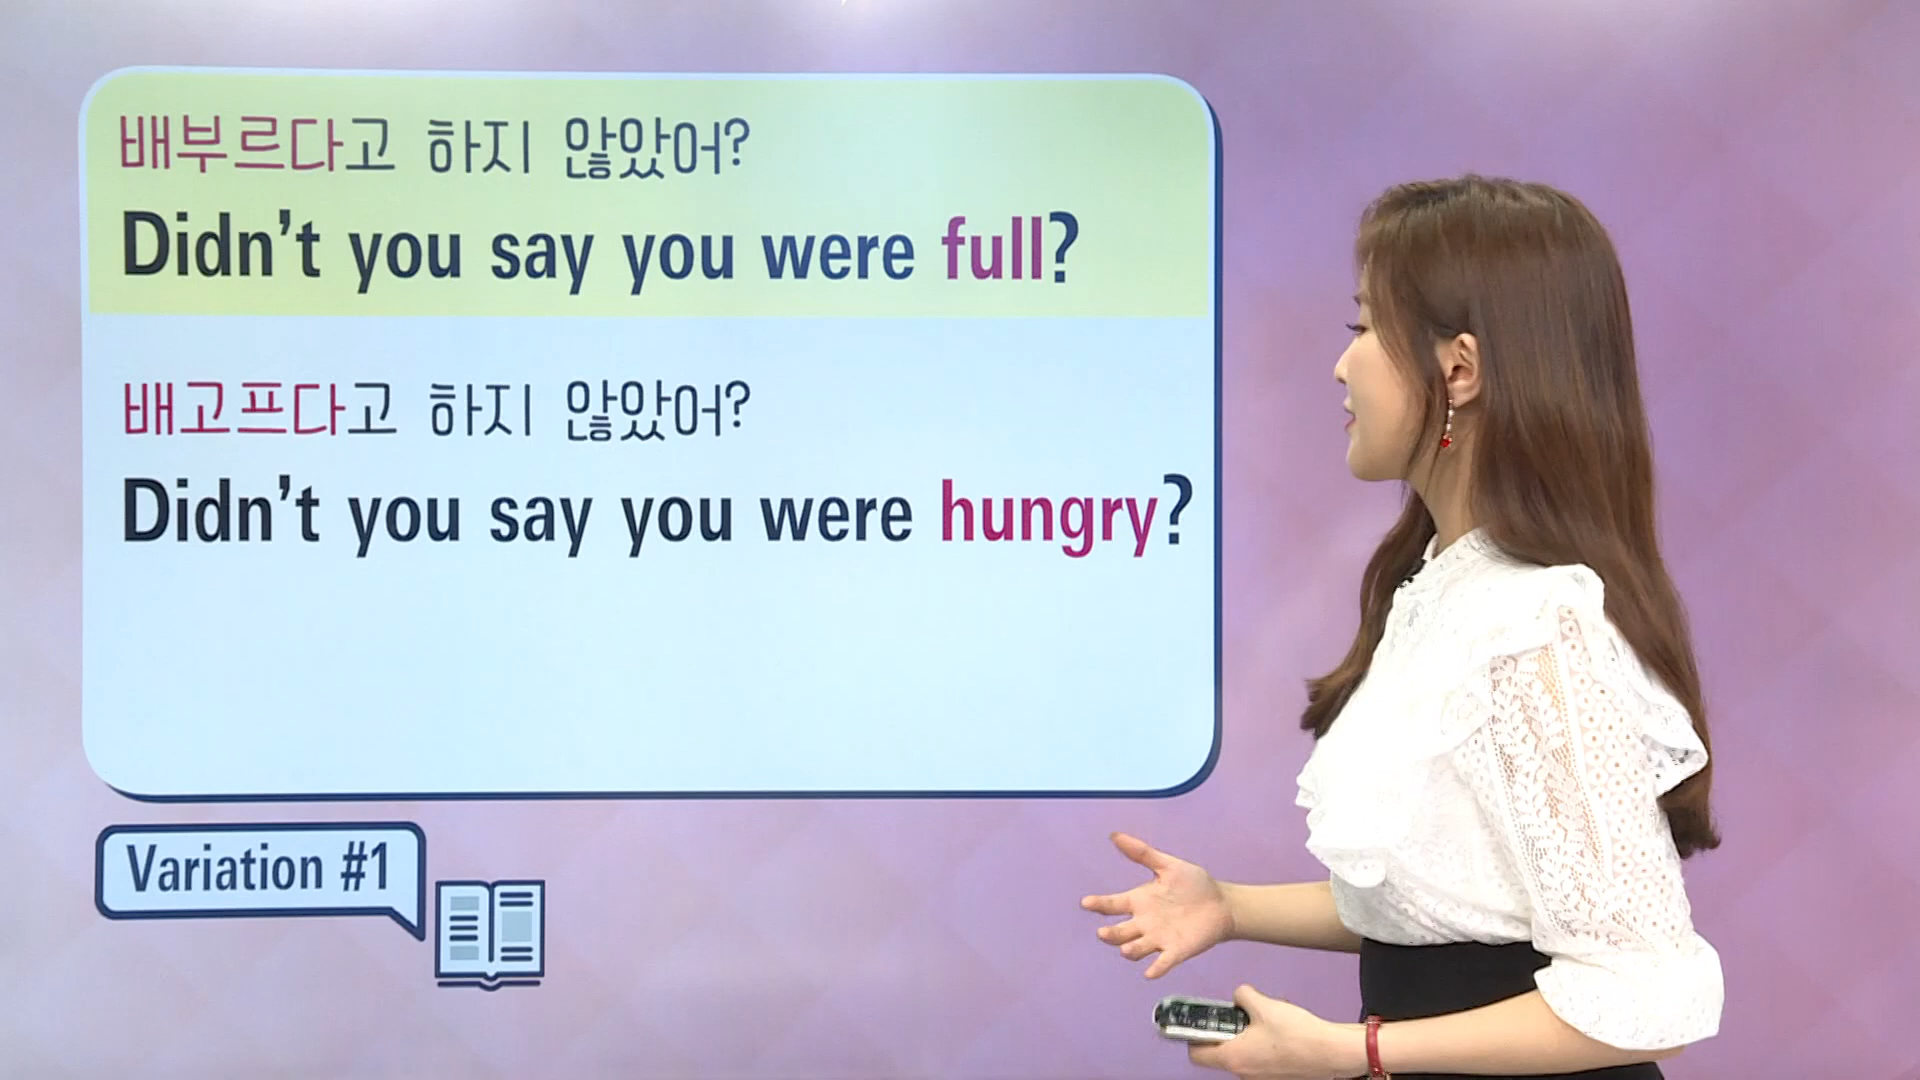 배부르다고 하지 않았어?
Didn't you say you were full?
배고프다고 하지 않았어?
Didn't you say you were hungry?
Variation #1